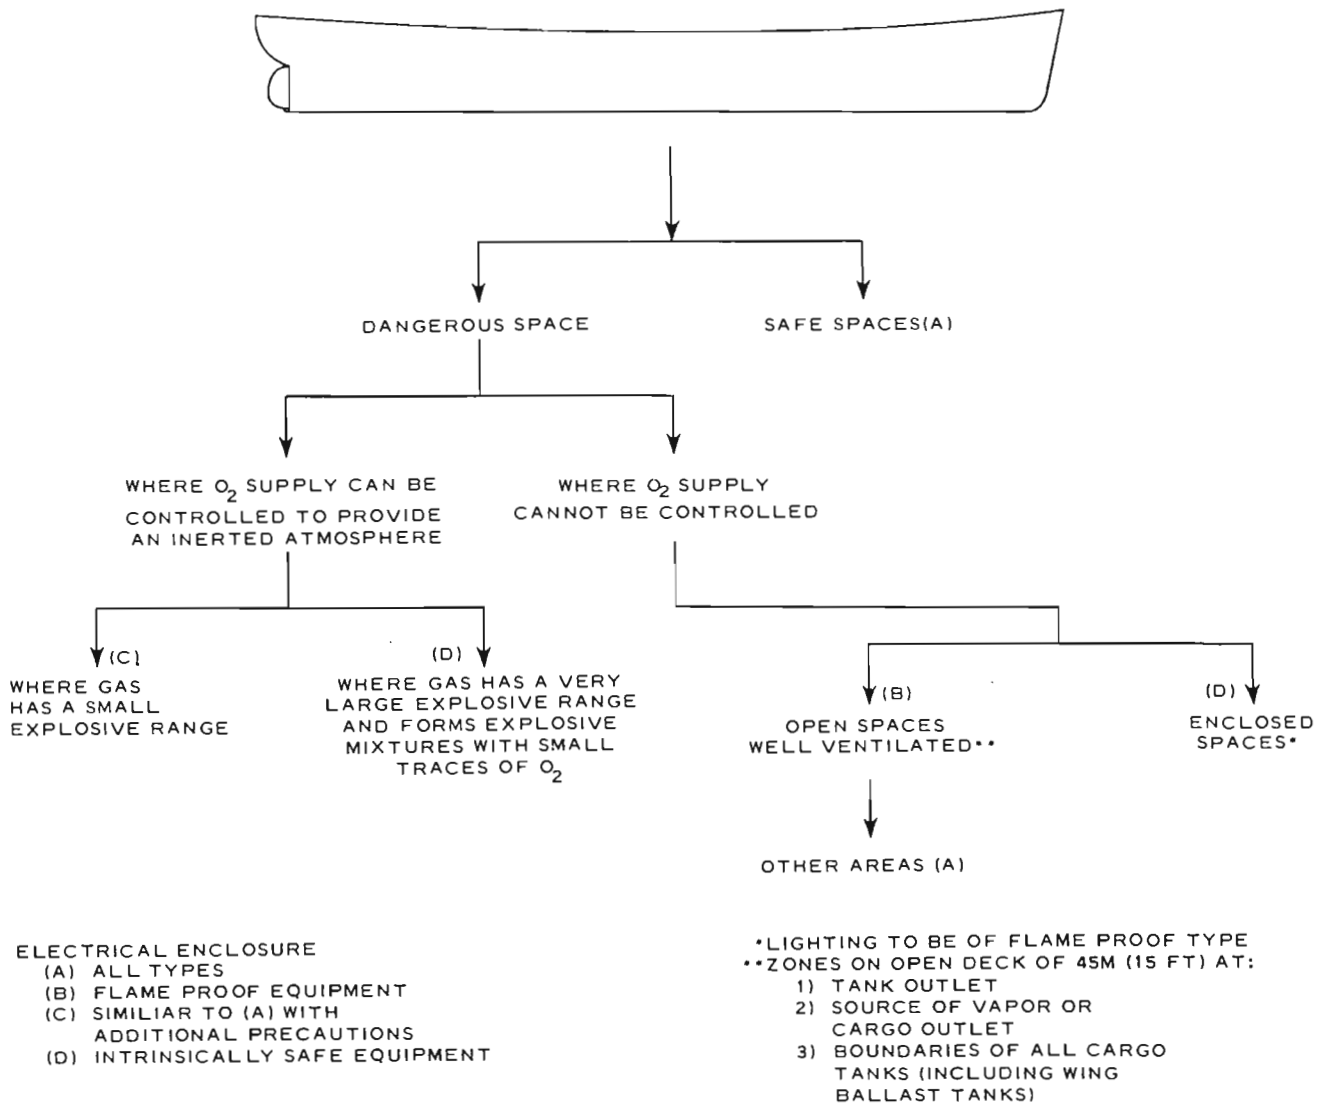 DANGEROUS SPACE
SAFE SPACES(A)
WHERE O2 SUPPLY CAN BE
CONTROLLED TO PROVIDE
AN INERTED ATMOSPHERE
WHERE O2 SUPPLY
CANNOT BE CONTROLLED
(C)
WHERE GAS
HAS A SMALL
EXPLOSIVE RANGE
(D)
WHERE GAS HAS A VERY
LARGE EXPLOSIVE RANGE
AND FORMS EXPLOSIVE
MIXTURES WITH SMALL
TRACES OF O2
(B)
OPEN SPACES
WELL VENTILATED**
(D)
ENCLOSED
SPACES*
OTHER AREAS (A)
ELECTRICAL ENCLOSURE
(A) ALL TYPES
(B) FLAME PROOF EQUIPMENT
(C) SIMILIAR TO (A) WITH
ADDITIONAL PRECAUTIONS
(D) INTRINSICALLY SAFE EQUIPMENT
*LIGHTING TO BE OF FLAME PROOF TYPE
**ZONES ON OPEN DECK OF 45M (15 FT) AT:
1) TANK OUTLET
2) SOURCE OF VAPOR OR
CARGO OUTLET
3) BOUNDARIES OF ALL CARGO
TANKS (INCLUDING WING
BALLAST TANKS)